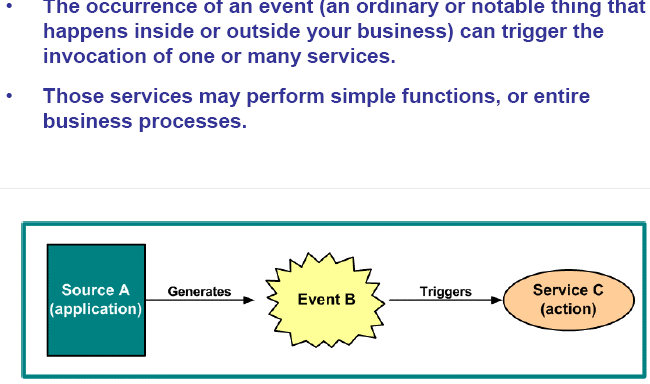 • The occurrence of an event (an ordinary or notable thing that
happens inside or outside your business) can trigger the
invocation of one or many services.
• Those services may perform simple functions, or entire
business processes.
Source A
(application)
Generates
Event B
Triggers
Service C
(action)